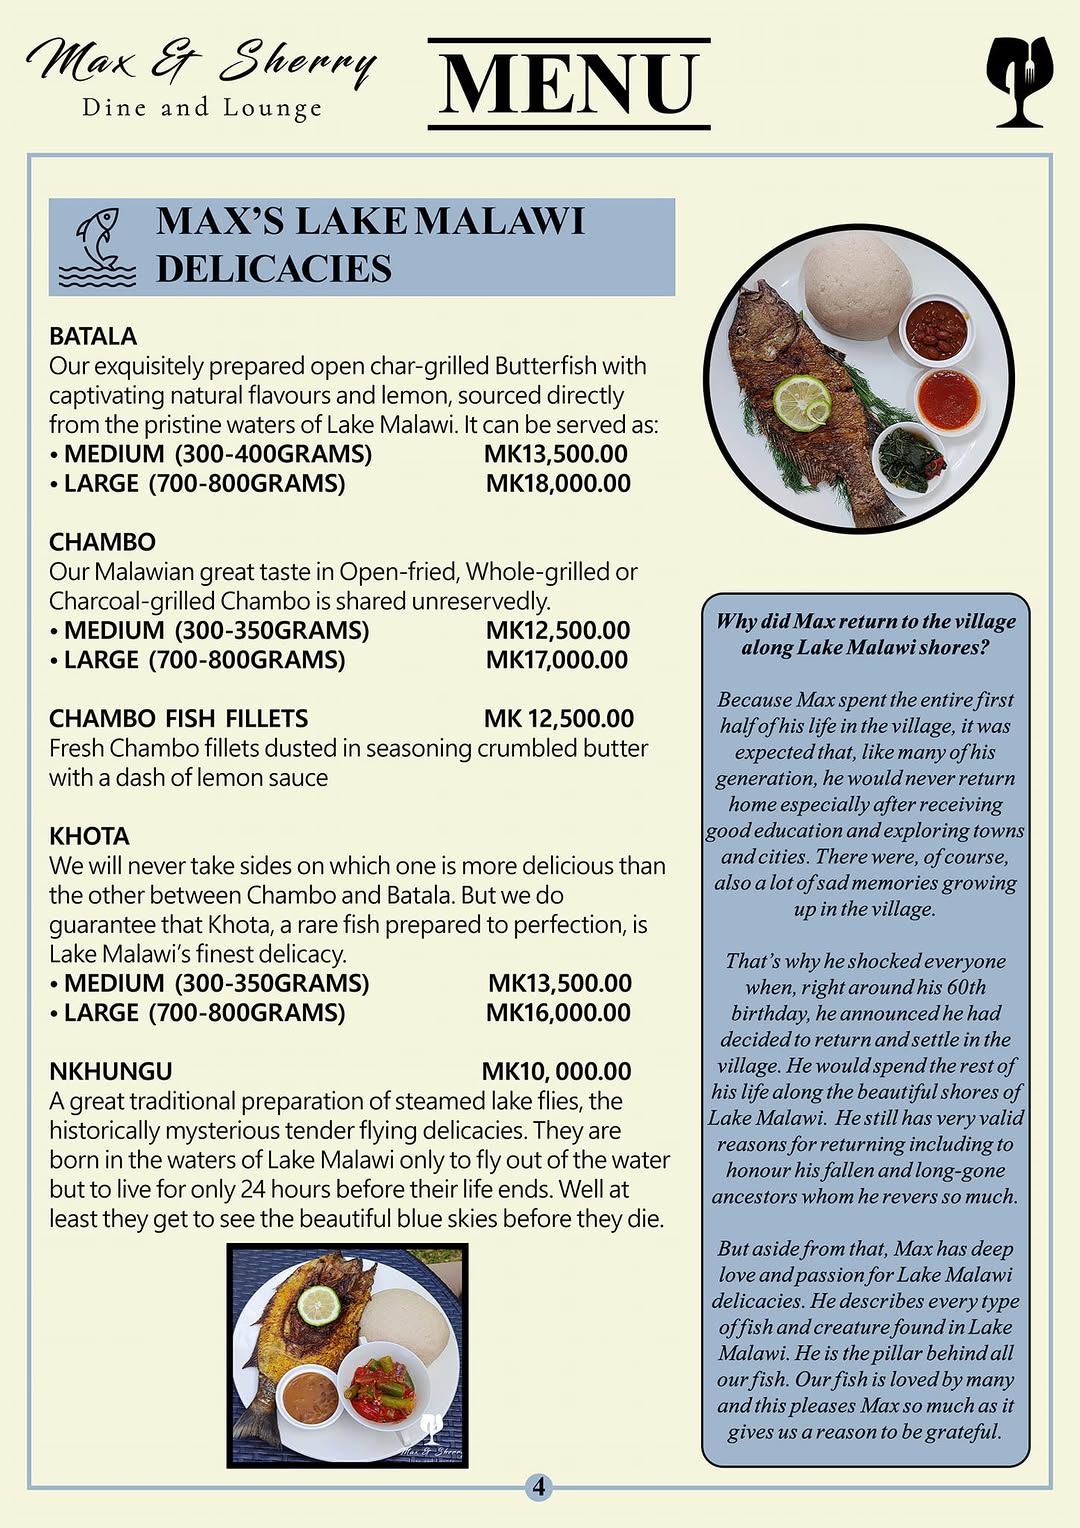 Max & Sherry
Dine and Lounge
MENU
MAX'S LAKE MALAWI
DELICACIES
BATALA
Our exquisitely prepared open char-grilled Butterfish with
captivating natural flavours and lemon, sourced directly
from the pristine waters of Lake Malawi. It can be served as:
• MEDIUM (300-400GRAMS) MK13,500.00
• LARGE (700-800GRAMS) MK18,000.00
CHAMBO
Our Malawian great taste in Open-fried, Whole-grilled or
Charcoal-grilled Chambo is shared unreservedly.
• MEDIUM (300-350GRAMS) MK12,500.00
• LARGE (700-800GRAMS) MK17,000.00
CHAMBO FISH FILLETS MK 12,500.00
Fresh Chambo fillets dusted in seasoning crumbled butter
with a dash of lemon sauce
KHOTA
We will never take sides on which one is more delicious than
the other between Chambo and Batala. But we do
guarantee that Khota, a rare fish prepared to perfection, is
Lake Malawi's finest delicacy.
• MEDIUM (300-350GRAMS) MK13,500.00
• LARGE (700-800GRAMS) MK16,000.00
NKHUNGU MK10, 000.00
A great traditional preparation of steamed lake flies, the
historically mysterious tender flying delicacies. They are
born in the waters of Lake Malawi only to fly out of the water
but to live for only 24 hours before their life ends. Well at
least they get to see the beautiful blue skies before they die.
Max & Sherry
Dine and Lounge
Why did Max return to the village
along Lake Malawi shores?
Because Max spent the entire first
half of his life in the village, it was
expected that, like many of his
generation, he would never return
home especially after receiving
good education and exploring towns
and cities. There were, of course,
also a lot of sad memories growing
up in the village.
That's why he shocked everyone
when, right around his 60th
birthday, he announced he had
decided to return and settle in the
village. He would spend the rest of
his life along the beautiful shores of
Lake Malawi. He still has very valid
reasons for returning including to
honour his fallen and long-gone
ancestors whom he revers so much.
But aside from that, Max has deep
love and passion for Lake Malawi
delicacies. He describes every type
of fish and creature found in Lake
Malawi. He is the pillar behind all
our fish. Our fish is loved by many
and this pleases Max so much as it
gives us a reason to be grateful.
4